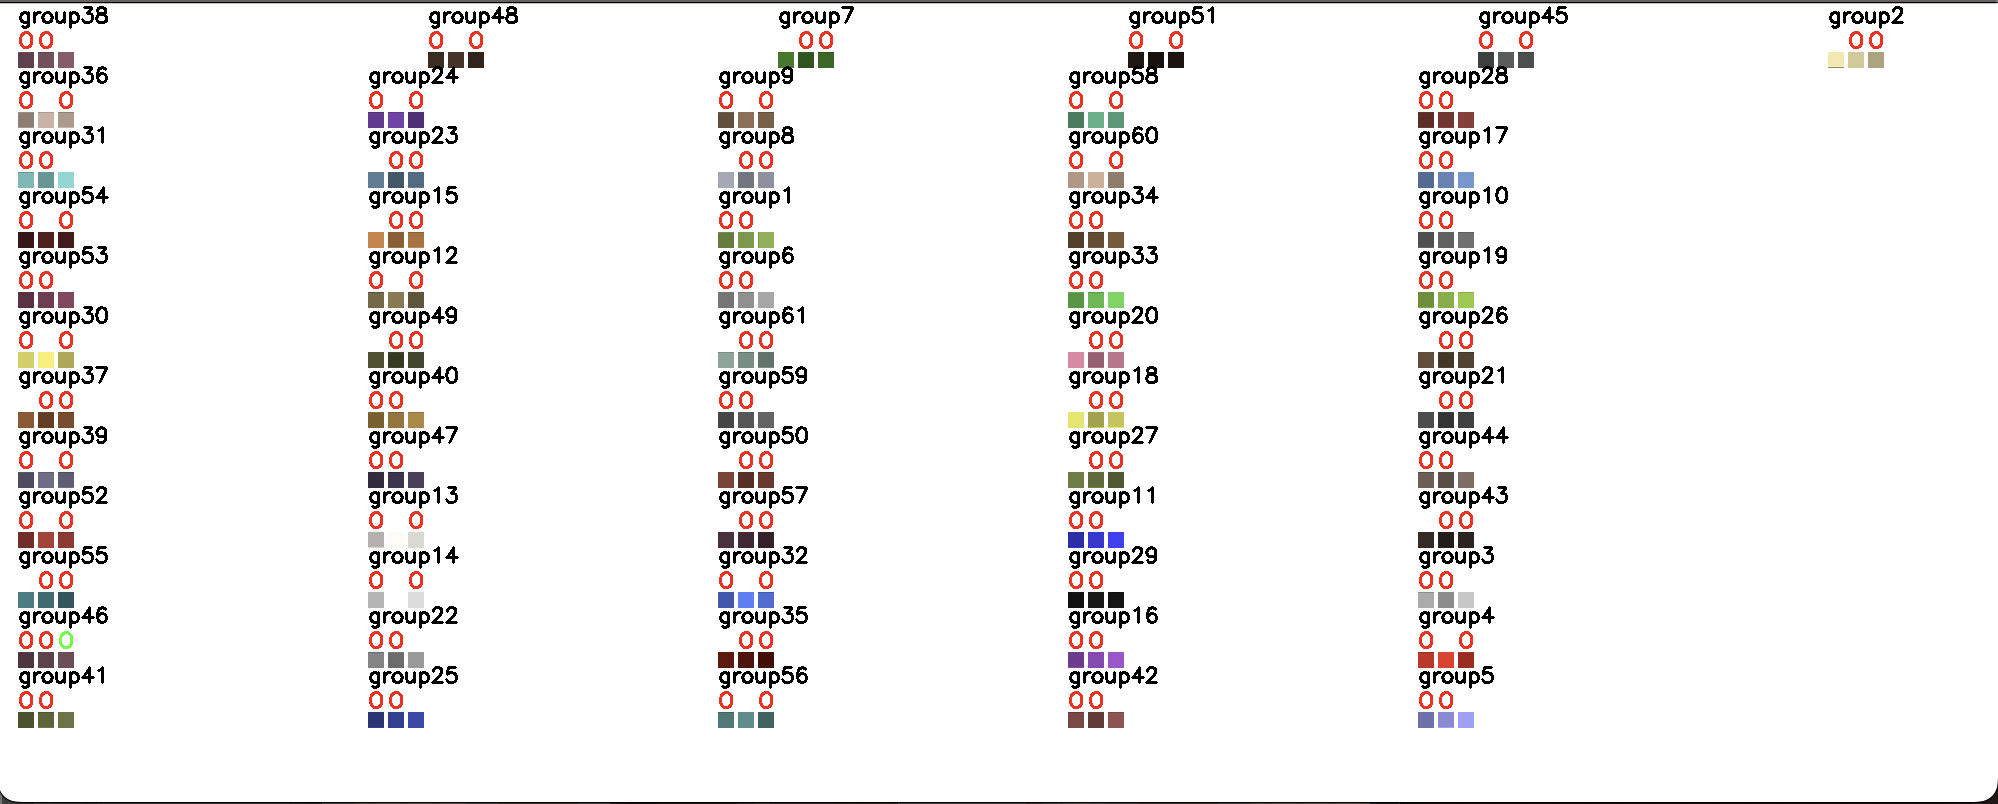 group38 group48 group7 group51 group45 group2
0 0 0 0 0 0 0 0 0 0 0 0
group36 group24 group9 group58 group28
0 0 0 0 0 0 0 0 0 0
group31 group23 group8 group60 group17
0 0 0 0 0 0 0 0 0 0
group54 group15 group1 group34 group10
0 0 0 0 0 0 0 0 0 0
group53 group12 group6 group33 group19
0 0 0 0 0 0 0 0 0 0
group30 group49 group61 group20 group26
0 0 0 0 0 0 0 0 0 0
group37 group40 group59 group18 group21
0 0 0 0 0 0 0 0 0 0
group39 group47 group50 group27 group44
0 0 0 0 0 0 0 0 0 0
group52 group13 group57 group11 group43
0 0 0 0 0 0 0 0 0 0
group55 group14 group32 group29 group3
0 0 0 0 0 0 0 0 0 0
group46 group22 group35 group16 group4
0 0 0 0 0 0 0 0 0 0 0
group41 group25 group56 group42 group5
0 0 0 0 0 0 0 0 0 0